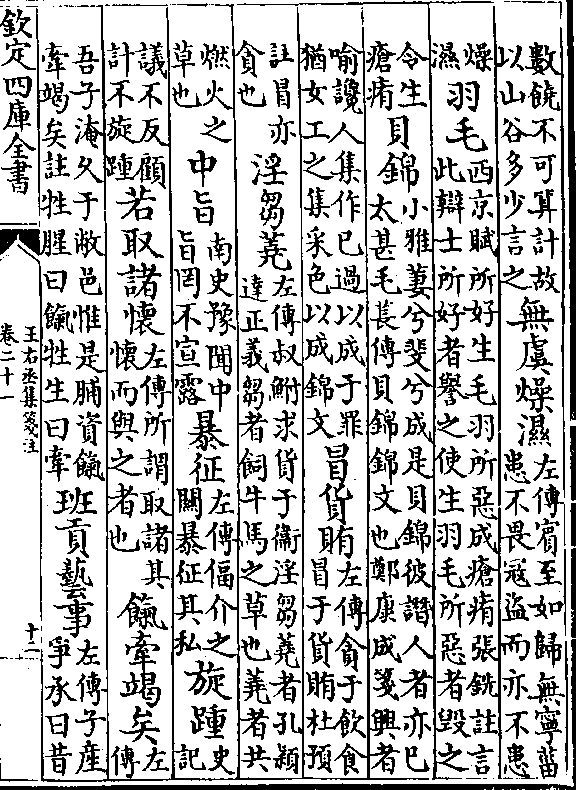 數饒不可算計故以山谷多少言之無虞燥濕左傳賓至如歸無寧菑患不畏寇盜而亦不患
燥濕羽毛西京賦所好生毛羽所惡成瘡痏張銑註言此辯士所好者譽之使生羽毛所惡者毀之
令生瘡痏貝錦小雅萋兮斐兮成是貝錦彼譖人者亦已太甚毛萇傳貝錦錦文也鄭康成箋興者
喻讒人集作已過以成于罪猶女工之集采色以成錦文冒貨賄左傳貪于飲食冒于貨賄杜預
註冒亦貪也淫芻蕘左傳叔鮒求貨于衞淫芻蕘者孔穎達正義芻者飼牛馬之草也蕘者共
燃火之草也中旨南史豫聞中旨罔不宣露暴征左傳偪介之關暴征其私旋踵史記
議不反顧計不旋踵若取諸懷左傳所謂取諸其懷而與之者也餼牽竭矣左傳
吾子淹久于敝邑惟是脯資餼牽竭矣註牲腥曰餼牲生曰牽班貢藝事左傳子產爭承曰昔
欽定四庫全書
王右丞集箋注
卷二十一
十二